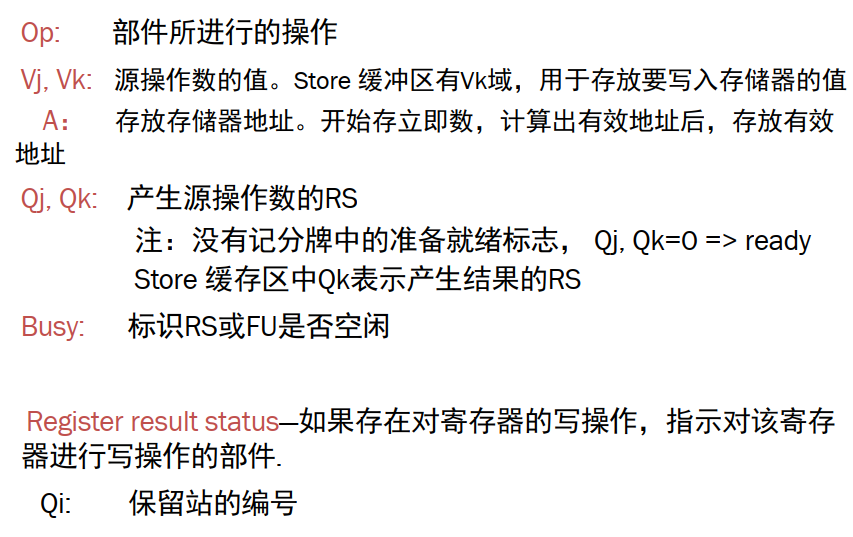 Op: 部件所进行的操作
Vj, Vk: 源操作数的值。Store 缓冲区有Vk域，用于存放要写入存储器的值
A： 存放存储器地址。开始存立即数，计算出有效地址后，存放有效
地址
Qj, Qk: 产生源操作数的RS
注：没有记分牌中的准备就绪标志， Qj, Qk=0 => ready
Store 缓存区中Qk表示产生结果的RS
Busy: 标识RS或FU是否空闲
Register result status—如果存在对寄存器的写操作，指示对该寄存
器进行写操作的部件.
Qi: 保留站的编号